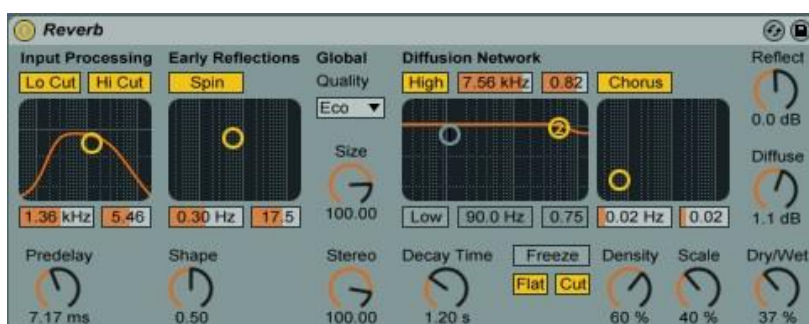 Reverb
Input Processing Early Reflections Global Diffusion Network Reflect
Lo Cut Hi Cut Spin Quality High 7.56 kHz 0.82 Chorus
Eco
0.0 dB
2
Size Diffuse
1.36 kHz 5.46 0.30 Hz 17.5 100.00 Low 90.0 Hz 0.75 0.02 Hz 0.02 1.1 dB
Predelay Shape Stereo Decay Time Freeze Density Scale Dry/Wet
Flat Cut
7.17 ms 0.50 100.00 1.20 s 60 % 40 % 37 %